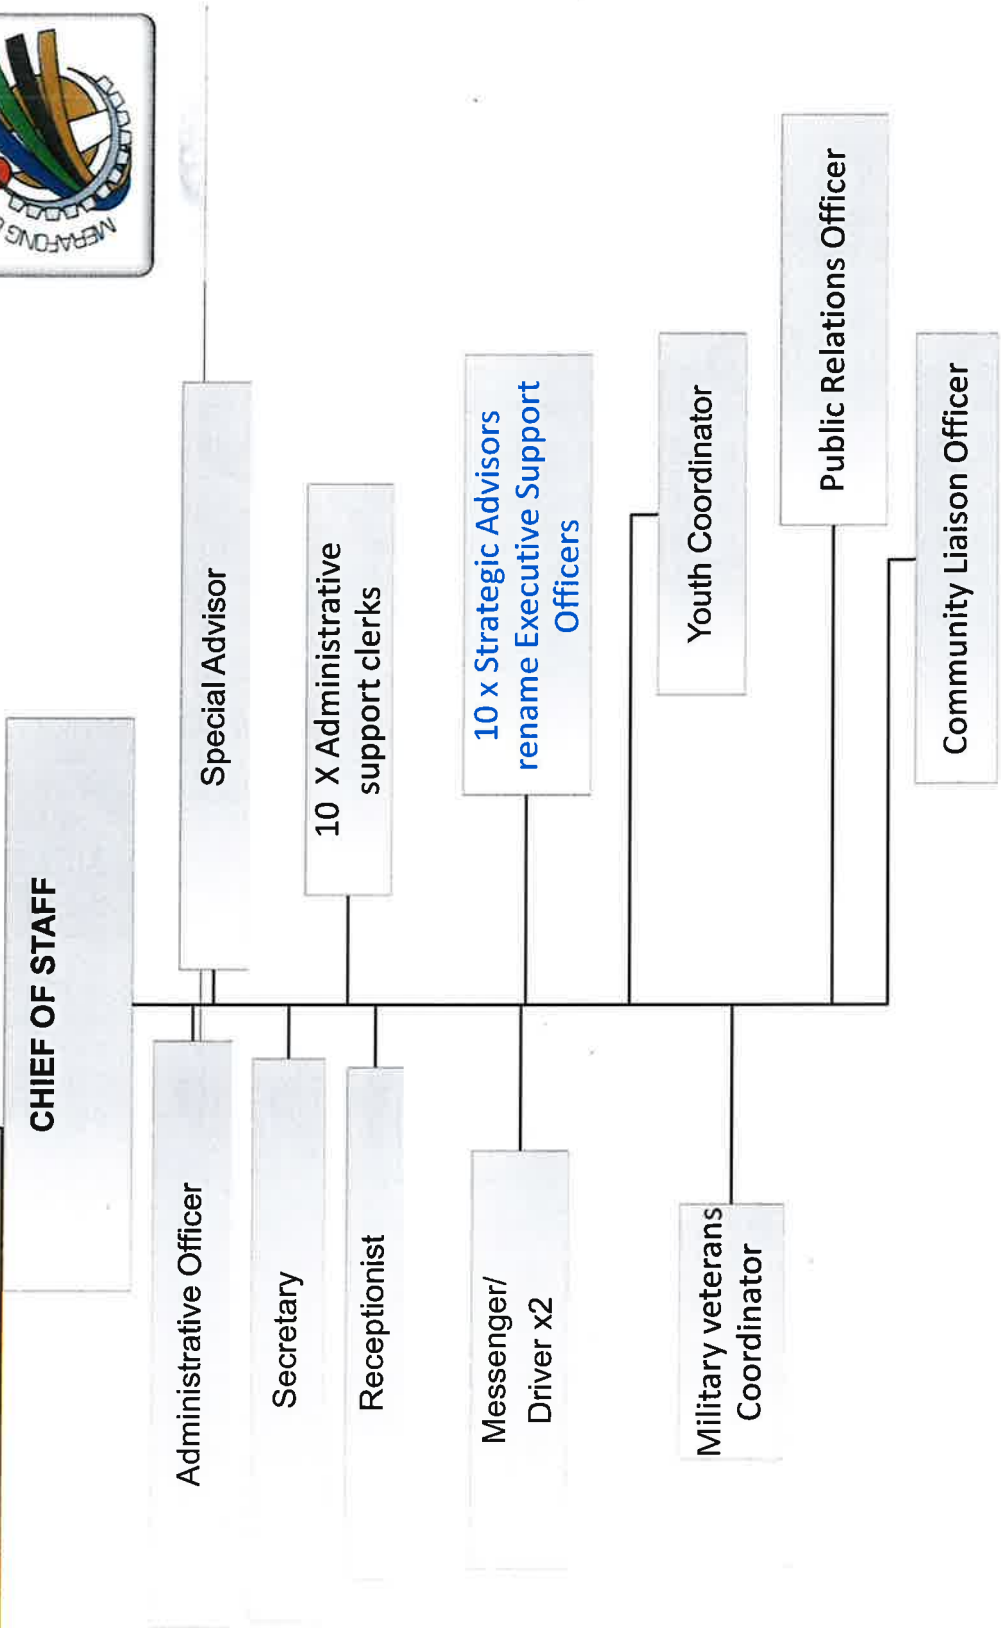 MERAFONG
CHIEF OF STAFF
Administrative Officer
Special Advisor
Secretary
10 X Administrative
support clerks
Receptionist
Messenger/
Driver x2
10 x Strategic Advisors
rename Executive Support
Officers
Military veterans
Coordinator
Youth Coordinator
Public Relations Officer
Community Liaison Officer